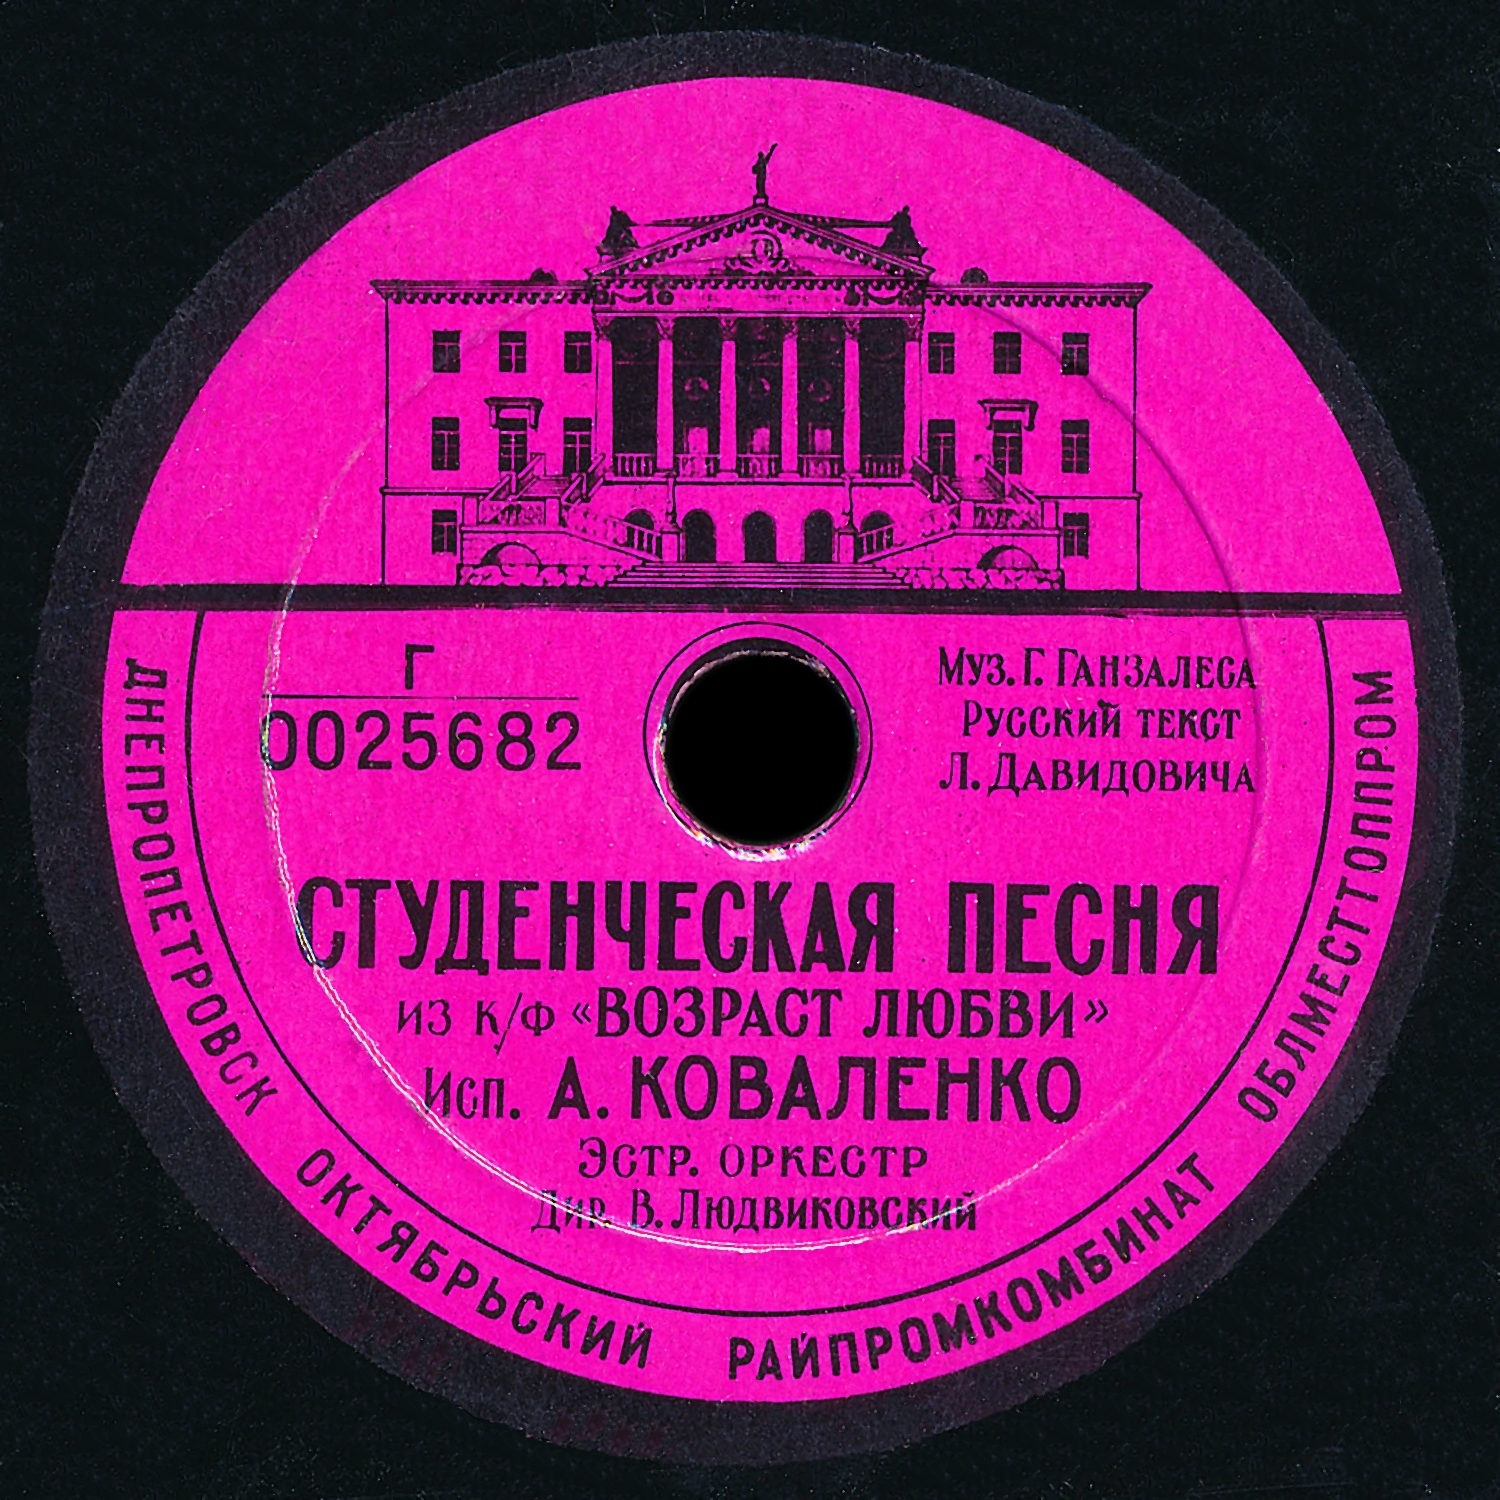 Г
0025682
Муз. Г. Ганзалеса
Русский текст
Л. Давидовича
СТУДЕНЧЕСКАЯ ПЕСНЯ
из к/ф «ВОЗРАСТ ЛЮБВИ»
Исп. А. КОВАЛЕНКО
Эстр. оркестр
Дир. В. Людвиковский
ДНЕПРОПЕТРОВСК ОКТЯБРЬСКИЙ РАЙПРОМКОМБИНАТ ОБЛМЕСТТОППРОМ